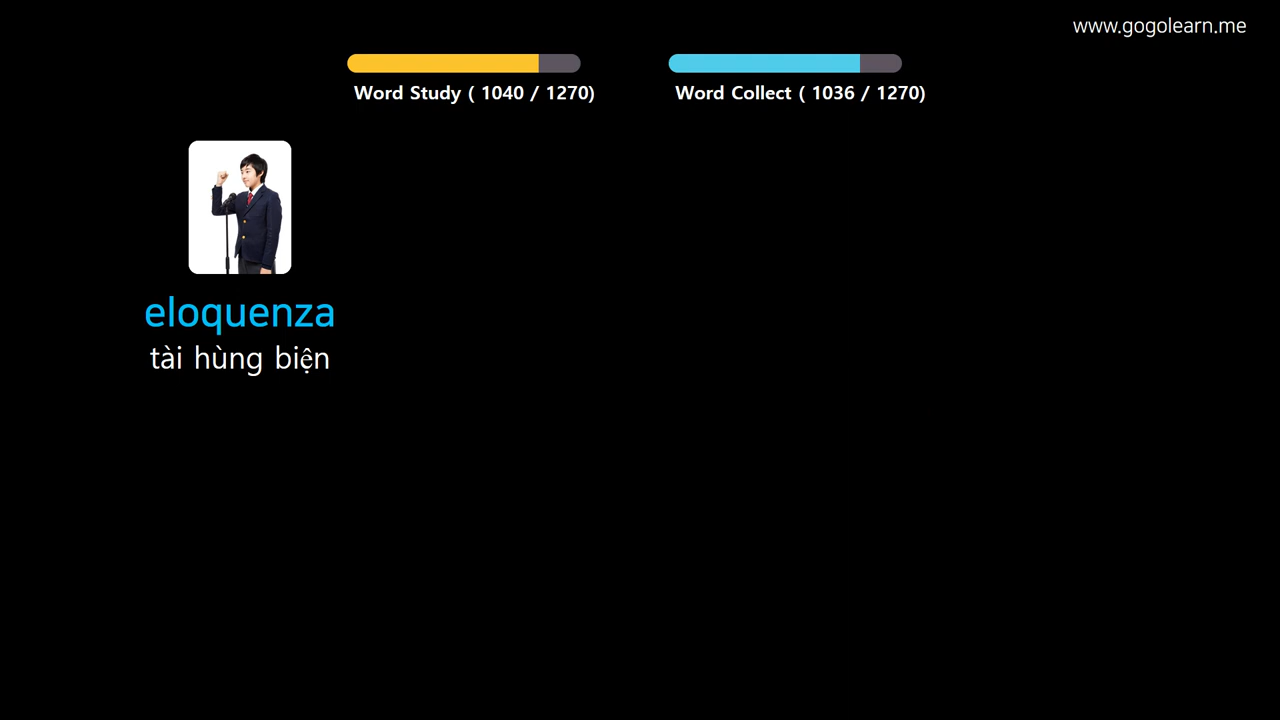 www.gogolearn.me
Word Study ( 1040 / 1270)
Word Collect ( 1036 / 1270)
eloquenza
tài hùng biện